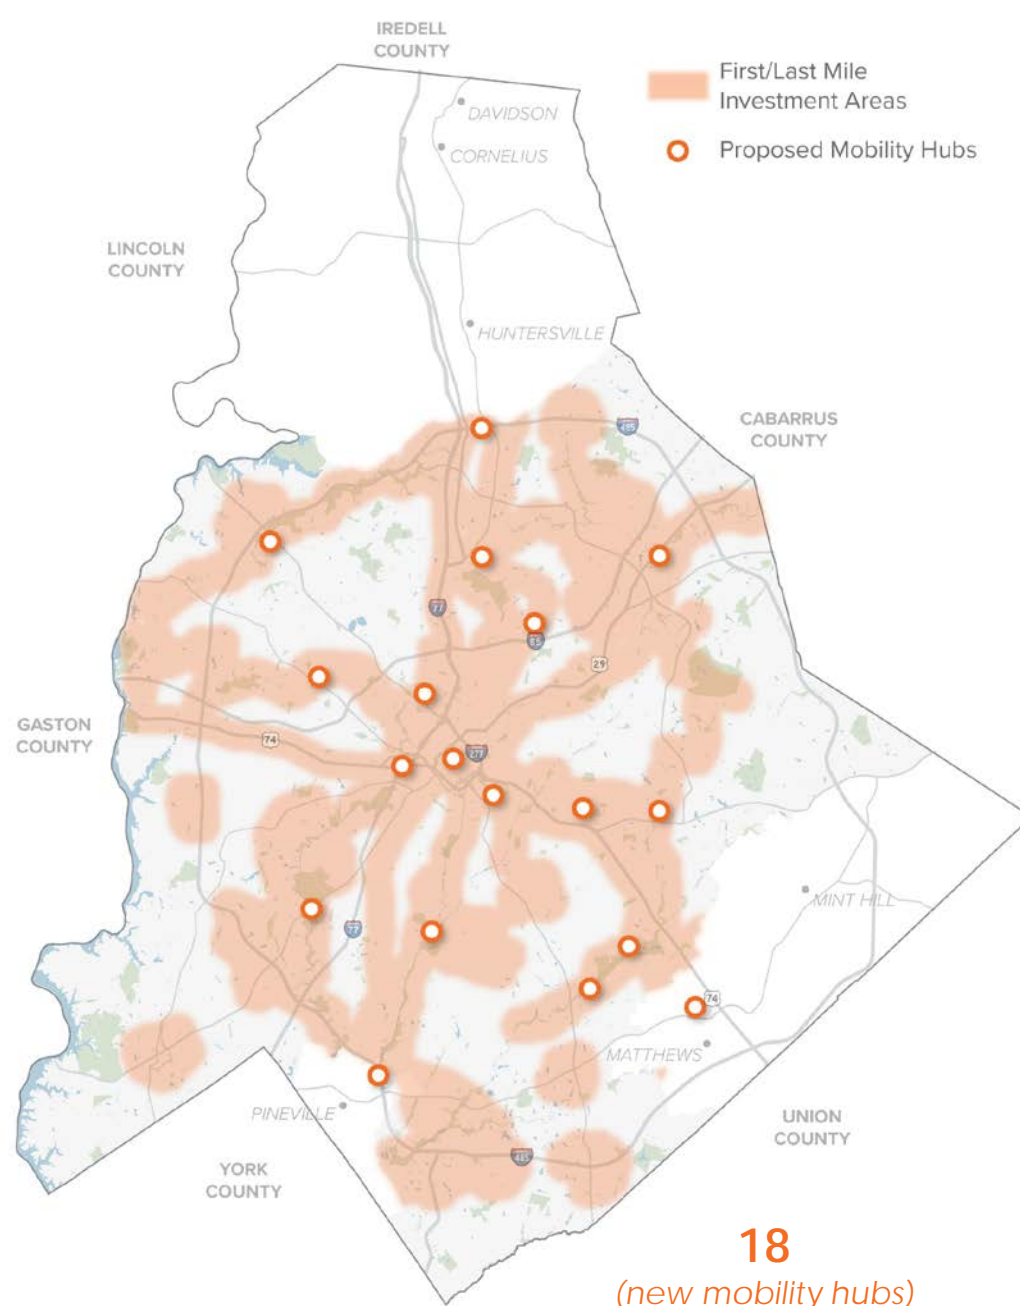 IREDELL
COUNTY
First/Last Mile
Investment Areas
DAVIDSON
Proposed Mobility Hubs
CORNELIUS
LINCOLN
COUNTY
HUNTERSVILLE
CABARRUS
COUNTY
485
77
85
29
GASTON
COUNTY
74
277
MINT HILL
77
74
MATTHEWS
PINEVILLE
UNION
COUNTY
485
YORK
COUNTY
18
(new mobility hubs)